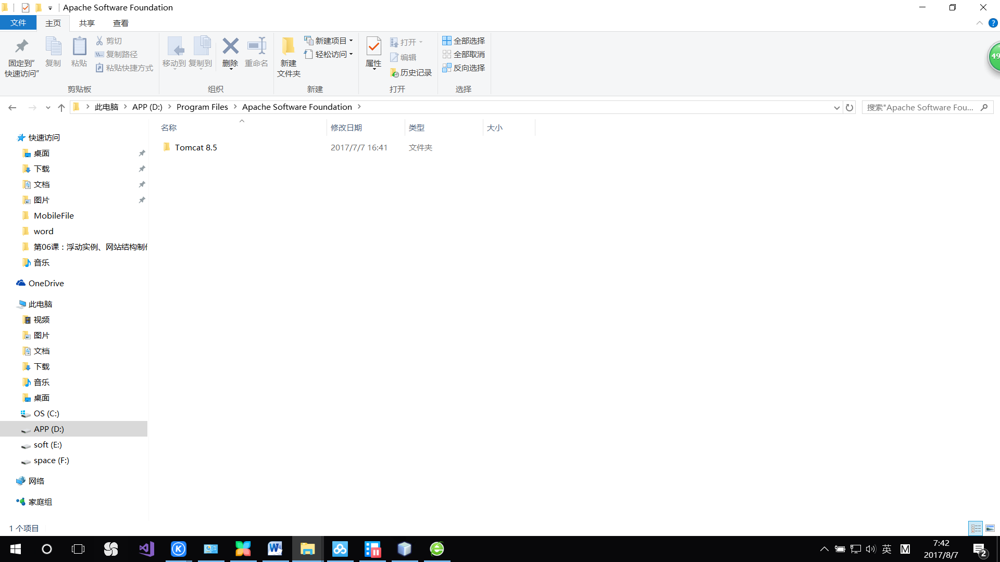 Apache Software Foundation
文件
主页
共享
查看
固定到"
快速访问"
复制
粘贴
剪切
复制路径
粘贴快捷方式
剪贴板
移动到
复制到
删除
重命名
组织
新建
文件夹
新建项目
轻松访问
新建
属性
打开
编辑
历史记录
打开
全部选择
全部取消
反向选择
选择
49
此电脑
APP (D:)
Program Files
Apache Software Foundation
搜索"Apache Software Fou...
名称
修改日期
类型
大小
Tomcat 8.5
2017/7/7 16:41
文件夹
快速访问
桌面
下载
文档
图片
MobileFile
word
第06课：浮动实例、网站结构制作
音乐
OneDrive
此电脑
视频
图片
文档
下载
音乐
桌面
OS (C:)
APP (D:)
soft (E:)
space (F:)
网络
家庭组
1 个项目
英
M
7:42
2017/8/7
2